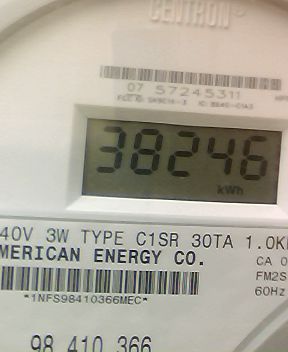 CENTRON®
07 57245311
38246
kWh
40V 3W TYPE C1SR 30TA 1.0K
MERICAN ENERGY CO.
CA 0
FM2S
60Hz
*1NFS98410366MEC*
98 410 366